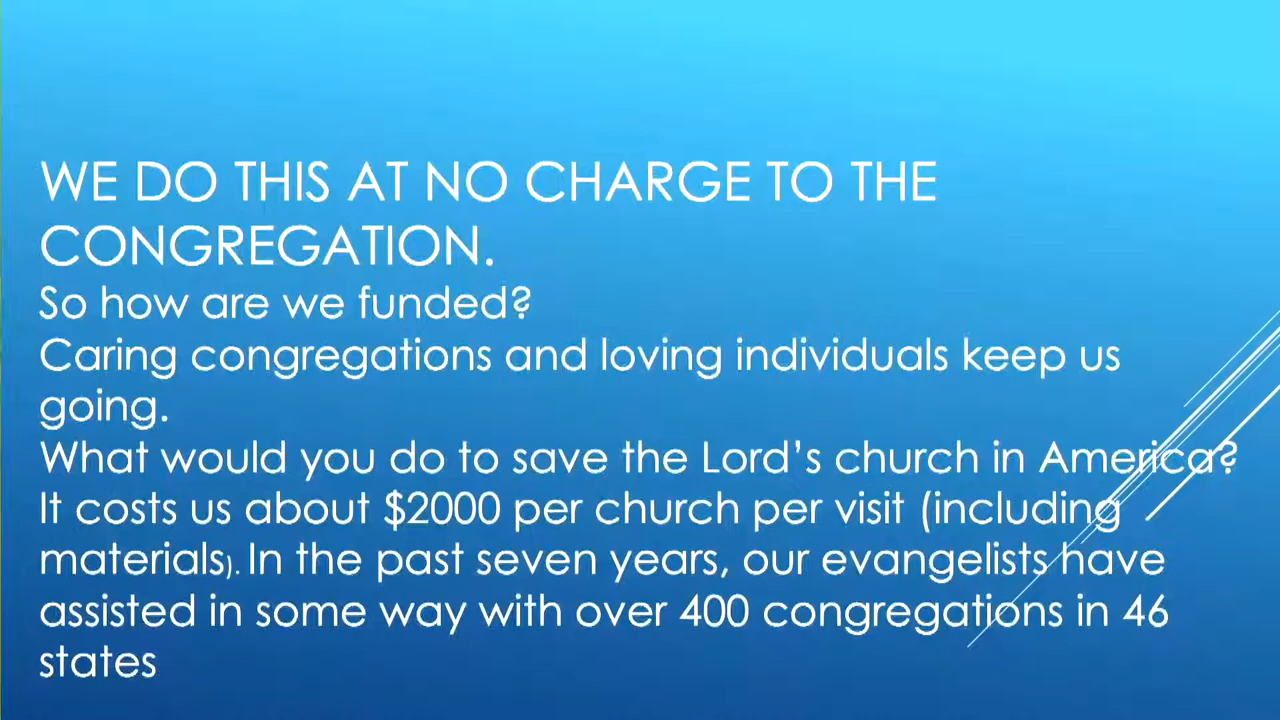 WE DO THIS AT NO CHARGE TO THE
CONGREGATION.
So how are we funded?
Caring congregations and loving individuals keep us
going.
What would you do to save the Lord’s church in America?
It costs us about $2000 per church per visit (including
materials). In the past seven years, our evangelists have
assisted in some way with over 400 congregations in 46
states